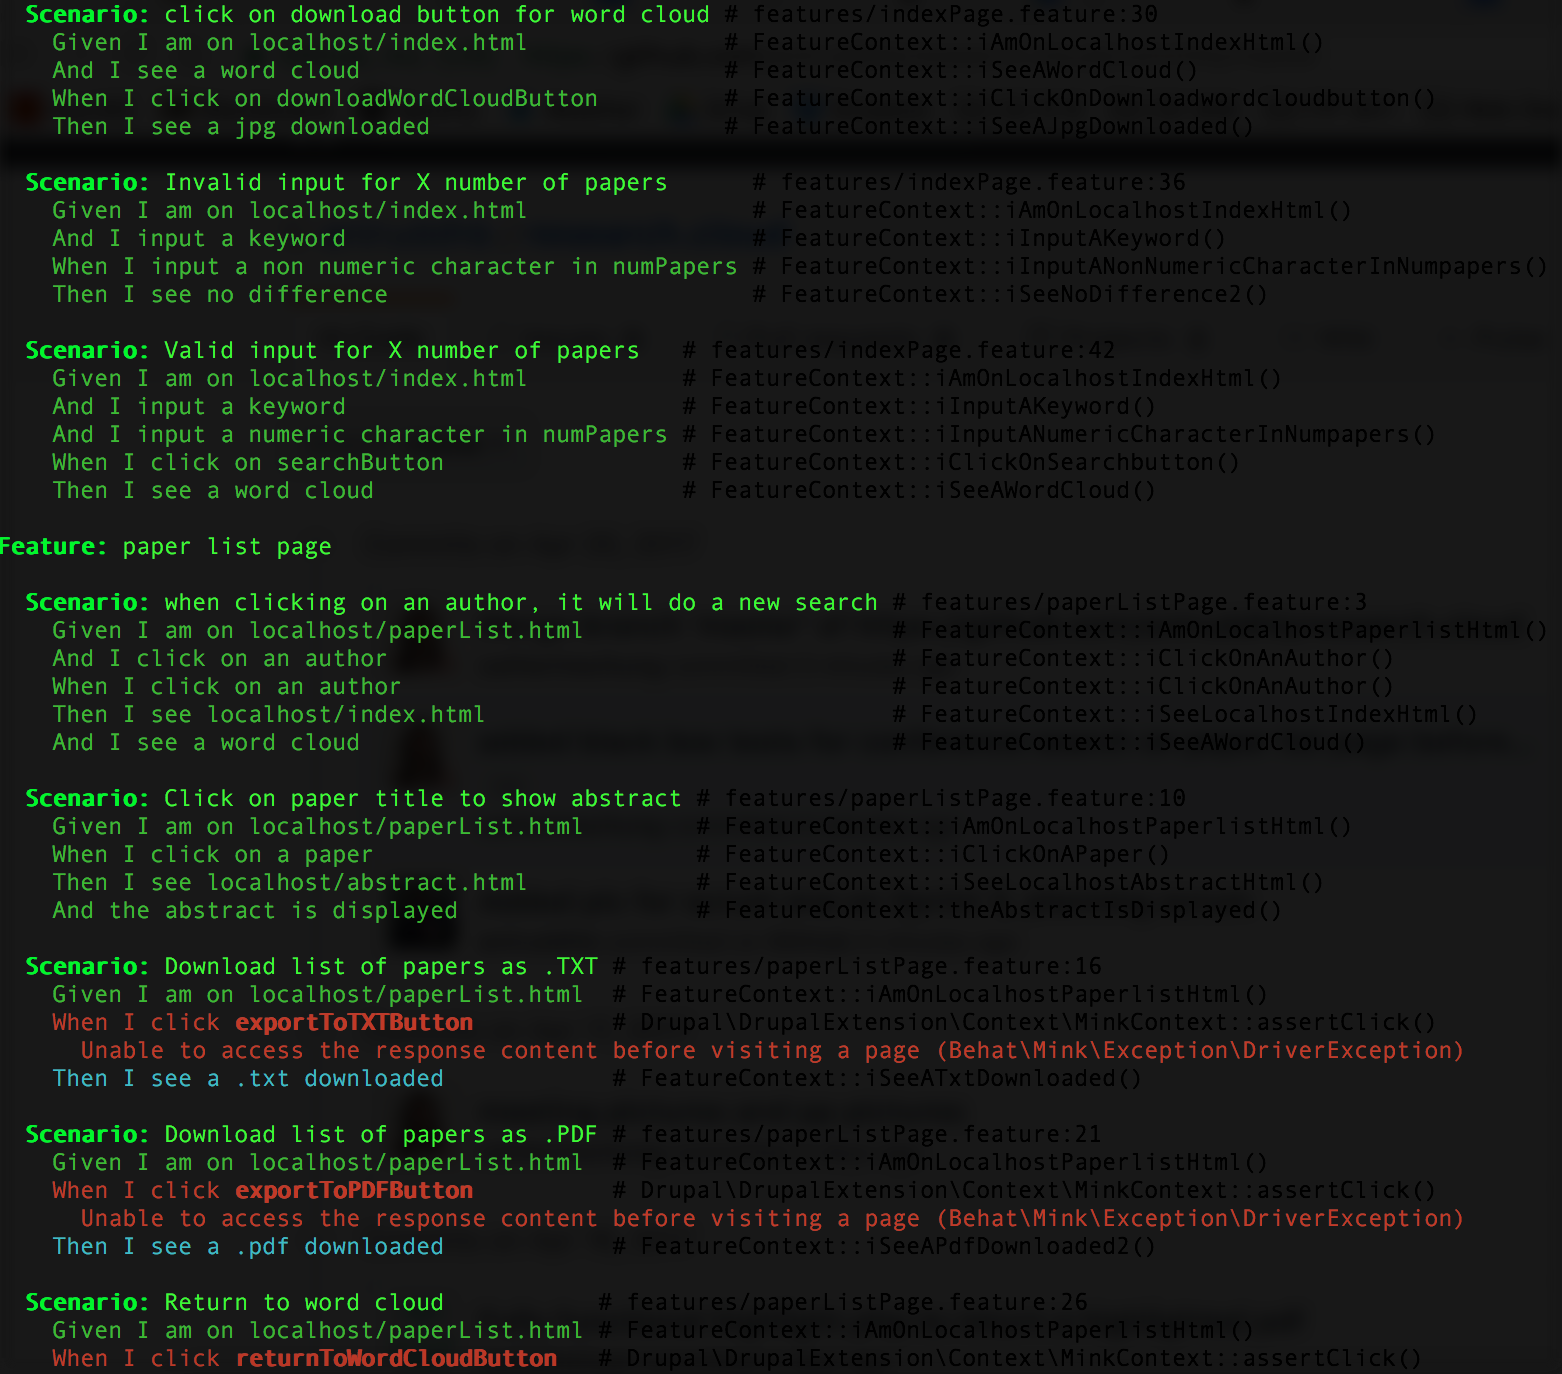 Scenario: click on download button for word cloud # features/indexPage.feature:30
Given I am on localhost/index.html # FeatureContext::iAmOnLocalhostIndexHtml()
And I see a word cloud # FeatureContext::iSeeAWordCloud()
When I click on downloadWordCloudButton # FeatureContext::iClickOnDownloadwordcloudbutton()
Then I see a jpg downloaded # FeatureContext::iSeeAJpgDownloaded()
Scenario: Invalid input for X number of papers # features/indexPage.feature:36
Given I am on localhost/index.html # FeatureContext::iAmOnLocalhostIndexHtml()
And I input a keyword # FeatureContext::iInputAKeyword()
When I input a non numeric character in numPapers # FeatureContext::iInputANonNumericCharacterInNumpapers()
Then I see no difference # FeatureContext::iSeeNoDifference2()
Scenario: Valid input for X number of papers # features/indexPage.feature:42
Given I am on localhost/index.html # FeatureContext::iAmOnLocalhostIndexHtml()
And I input a keyword # FeatureContext::iInputAKeyword()
And I input a numeric character in numPapers # FeatureContext::iInputANumericCharacterInNumpapers()
When I click on searchButton # FeatureContext::iClickOnSearchbutton()
Then I see a word cloud # FeatureContext::iSeeAWordCloud()
Feature: paper list page
Scenario: when clicking on an author, it will do a new search # features/paperListPage.feature:3
Given I am on localhost/paperList.html # FeatureContext::iAmOnLocalhostPaperlistHtml()
And I click on an author # FeatureContext::iClickOnAnAuthor()
When I click on an author # FeatureContext::iClickOnAnAuthor()
Then I see localhost/index.html # FeatureContext::iSeeLocalhostIndexHtml()
And I see a word cloud # FeatureContext::iSeeAWordCloud()
Scenario: Click on paper title to show abstract # features/paperListPage.feature:10
Given I am on localhost/paperList.html # FeatureContext::iAmOnLocalhostPaperlistHtml()
When I click on a paper # FeatureContext::iClickOnAPaper()
Then I see localhost/abstract.html # FeatureContext::iSeeLocalhostAbstractHtml()
And the abstract is displayed # FeatureContext::theAbstractIsDisplayed()
Scenario: Download list of papers as .TXT # features/paperListPage.feature:16
Given I am on localhost/paperList.html # FeatureContext::iAmOnLocalhostPaperlistHtml()
When I click exportToTXTButton # Drupal\DrupalExtension\Context\MinkContext::assertClick()
Unable to access the response content before visiting a page (Behat\Mink\Exception\DriverException)
Then I see a .txt downloaded # FeatureContext::iSeeATxtDownloaded()
Scenario: Download list of papers as .PDF # features/paperListPage.feature:21
Given I am on localhost/paperList.html # FeatureContext::iAmOnLocalhostPaperlistHtml()
When I click exportToPDFButton # Drupal\DrupalExtension\Context\MinkContext::assertClick()
Unable to access the response content before visiting a page (Behat\Mink\Exception\DriverException)
Then I see a .pdf downloaded # FeatureContext::iSeeAPdfDownloaded2()
Scenario: Return to word cloud # features/paperListPage.feature:26
Given I am on localhost/paperList.html # FeatureContext::iAmOnLocalhostPaperlistHtml()
When I click returnToWordCloudButton # Drupal\DrupalExtension\Context\MinkContext::assertClick()